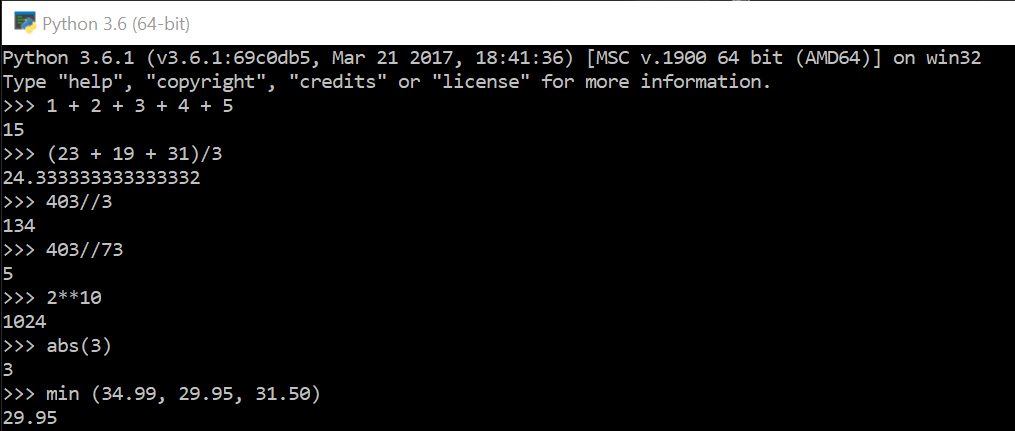 Python 3.6 (64-bit)
Python 3.6.1 (v3.6.1:69c0db5, Mar 21 2017, 18:41:36) [MSC v.1900 64 bit (AMD64)] on win32
Type "help", "copyright", "credits" or "license" for more information.
>>> 1 + 2 + 3 + 4 + 5
15
>>> (23 + 19 + 31)/3
24.333333333333332
>>> 403//3
134
>>> 403//73
5
>>> 2**10
1024
>>> abs(3)
3
>>> min (34.99, 29.95, 31.50)
29.95